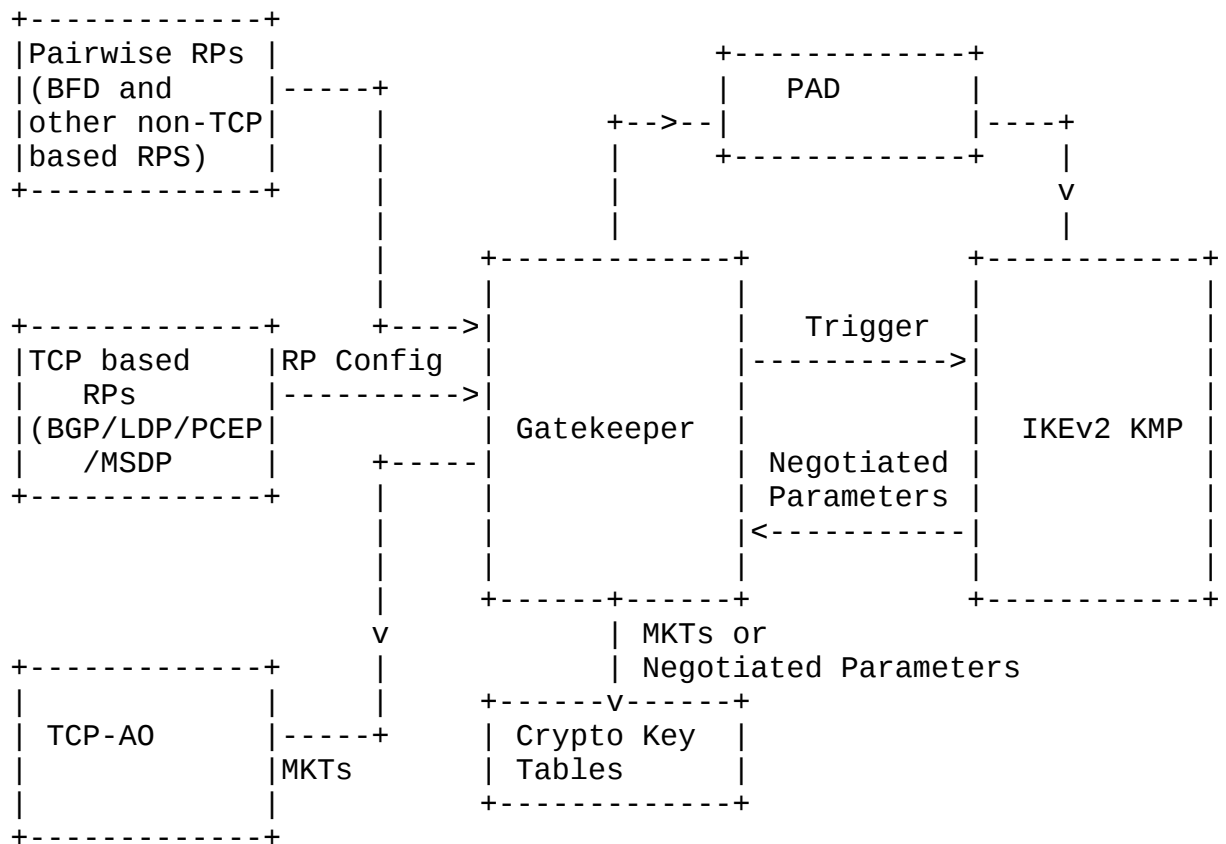 Pairwise RPs
(BFD and
other non-TCP
based RPS)
PAD
TCP based
RPs
(BGP/LDP/PCEP
/MSDP
RP Config
Gatekeeper
Trigger
Negotiated
Parameters
IKEv2 KMP
MKTs or
Negotiated Parameters
TCP-AO
MKTs
Crypto Key
Tables